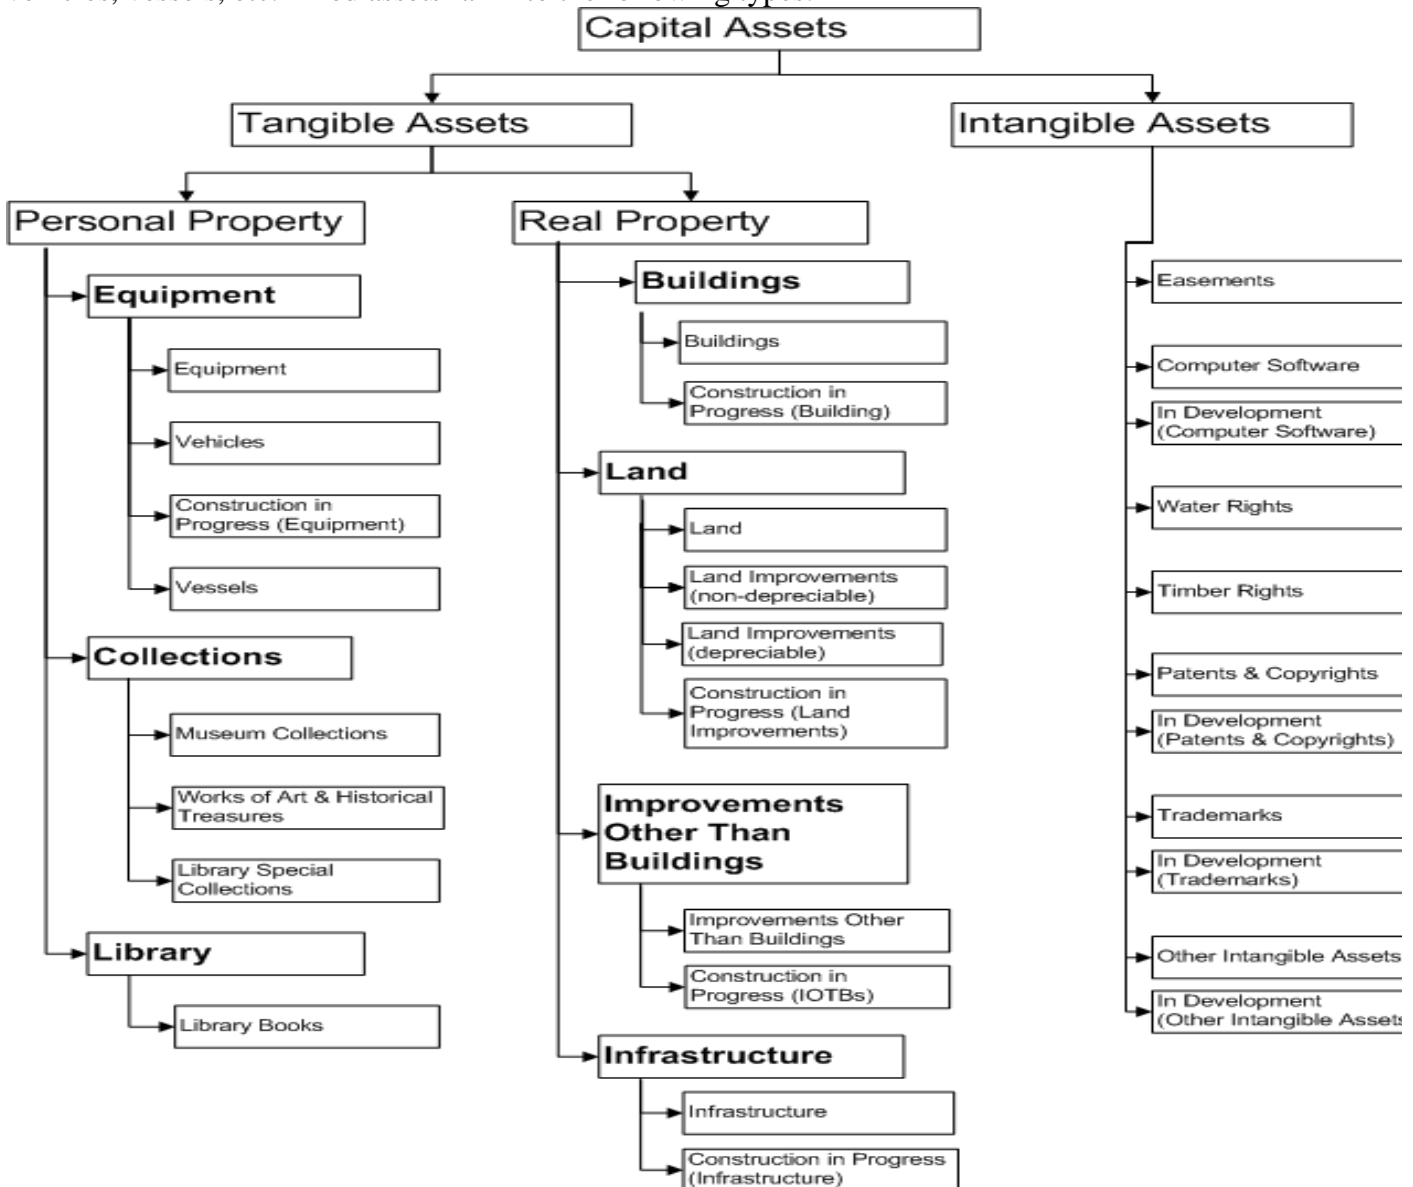 Capital Assets
Tangible Assets
Intangible Assets
Personal Property
Equipment
Equipment
Vehicles
Construction in
Progress (Equipment)
Vessels
Collections
Museum Collections
Works of Art & Historical
Treasures
Library Special
Collections
Library
Library Books
Real Property
Buildings
Buildings
Construction in
Progress (Building)
Land
Land
Land Improvements
(non-depreciable)
Land Improvements
(depreciable)
Construction in
Progress (Land
Improvements)
Improvements
Other Than
Buildings
Improvements Other
Than Buildings
Construction in
Progress (IOTBs)
Infrastructure
Infrastructure
Construction in Progress
(Infrastructure)
Easements
Computer Software
In Development
(Computer Software)
Water Rights
Timber Rights
Patents & Copyrights
In Development
(Patents & Copyrights)
Trademarks
In Development
(Trademarks)
Other Intangible Assets
In Development
(Other Intangible Assets